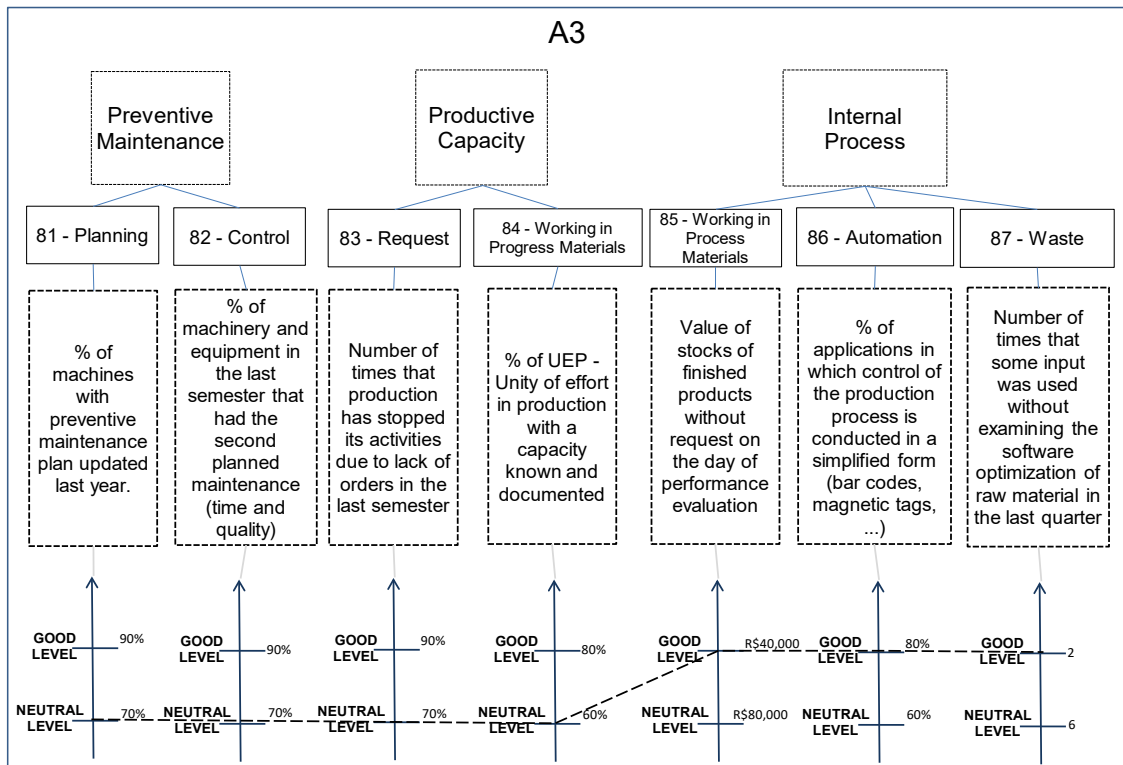 A3
Preventive
Maintenance
Productive
Capacity
Internal
Process
81 - Planning
82 - Control
83 - Request
84 - Working in
Progress Materials
85 - Working in
Process
Materials
86 - Automation
87 - Waste
% of
machines
with
preventive
maintenance
plan updated
last year.
% of
machinery and
equipment in
the last
semester that
had the
second
planned
maintenance
(time and
quality)
Number of
times that
production
has stopped
its activities
due to lack of
orders in the
last semester
% of UEP -
Unity of effort
in production
with a
capacity
known and
documented
Value of
stocks of
finished
products
without
request on
the day of
performance
evaluation
% of
applications in
which control
of the
production
process is
conducted in a
simplified form
(bar codes,
magnetic tags,
...)
Number of
times that
some input
was used
without
examining the
software
optimization of
raw material in
the last quarter
GOOD
LEVEL
90%
NEUTRAL
LEVEL
70%
GOOD
LEVEL
90%
NEUTRAL
LEVEL
70%
GOOD
LEVEL
90%
NEUTRAL
LEVEL
70%
GOOD
LEVEL
80%
NEUTRAL
LEVEL
60%
GOOD
LEVEL
R$40,000
NEUTRAL
LEVEL
R$80,000
GOOD
LEVEL
80%
NEUTRAL
LEVEL
60%
GOOD
LEVEL
2
NEUTRAL
LEVEL
6